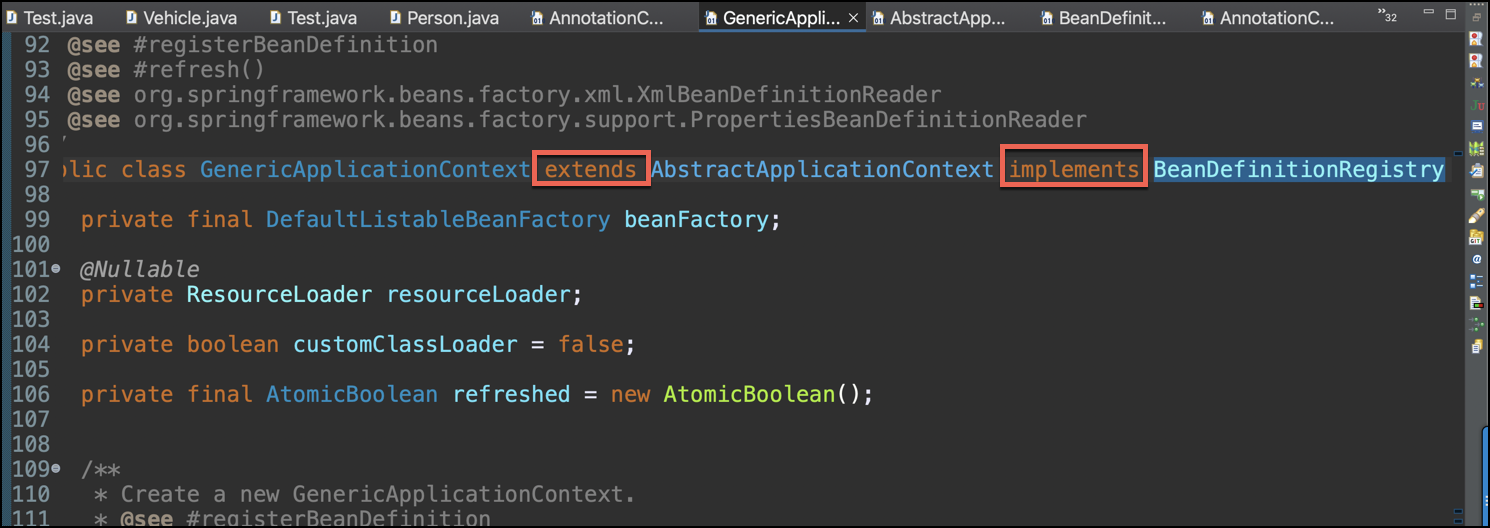 Test.java Vehicle.java Test.java Person.java AnnotationC... GenericAppli... AbstractApp... BeanDefinit... AnnotationC... 32
92 @see #registerBeanDefinition
93 @see #refresh()
94 @see org.springframework.beans.factory.xml.XmlBeanDefinitionReader
95 @see org.springframework.beans.factory.support.PropertiesBeanDefinitionReader
96 /
97 blic class GenericApplicationContext extends AbstractApplicationContext implements BeanDefinitionRegistry
98
99 private final DefaultListableBeanFactory beanFactory;
100
101 @Nullable
102 private ResourceLoader resourceLoader;
103
104 private boolean customClassLoader = false;
105
106 private final AtomicBoolean refreshed = new AtomicBoolean();
107
108
109 /**
110 * Create a new GenericApplicationContext.
111 * @see #registerBeanDefinition